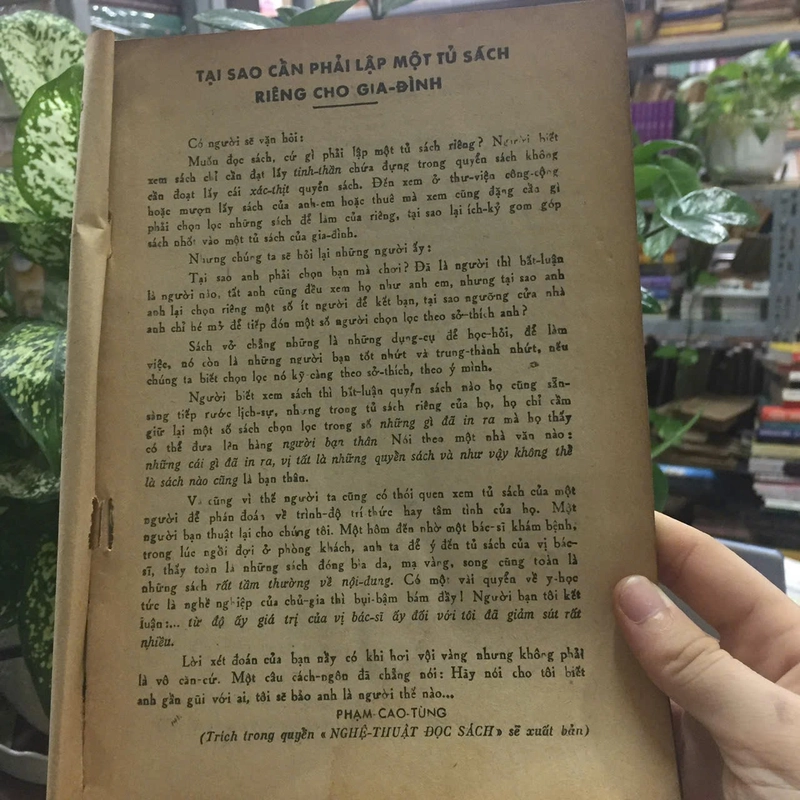 TẠI SAO CẦN PHẢI LẬP MỘT TỦ SÁCH
RIÊNG CHO GIA-ĐÌNH
Có người sẽ vặn hỏi:
Muốn đọc sách, cứ gì phải lập một tủ sách riêng? Người biết
xem sách chỉ cần đạt lấy tinh-thần chứa đựng trong quyển sách không
cần đoạt lấy cái xác-thịt quyển sách. Đến xem ở thư-viện công-cộng
hoặc mượn lấy sách của anh-em hoặc thuê mà xem cũng đặng cần gì
phải chọn lọc những sách để làm của riêng, tại sao lại ích-kỷ gom góp
sách nhốt vào một tủ sách của gia-đình.
Nhưng chúng ta sẽ hỏi lại những người ấy:
Tại sao anh phải chọn bạn mà chơi? Đã là người thì bất-luận
là người nào, tất anh cũng đều xem họ như anh em, nhưng tại sao anh
anh lại chọn riêng một số ít người để kết bạn, tại sao ngưỡng cửa nhà
anh chỉ hé mở để tiếp đón một số người chọn lọc theo sở-thích anh?
Sách vở chẳng những là những dụng-cụ để học-hỏi, để làm
việc, nó còn là những người bạn tốt nhứt và trung-thành nhứt, nếu
chúng ta biết chọn lọc nó kỹ-càng theo sở-thích, theo ý mình.
Người biết xem sách thì bất-luận quyển sách nào họ cũng sẵn-
sàng tiếp rước lịch-sự, nhưng trong tủ sách riêng của họ, họ chỉ cầm
giữ lại một số sách chọn lọc trong số những gì đã in ra mà họ thấy
có thể đưa lên hàng người bạn thân Nói theo một nhà văn nào:
những cái gì đã in ra, vị tất là những quyển sách và như vậy không thể
là sách nào cũng là bạn thân.
Và cũng vì thế người ta cũng có thói quen xem tủ sách của một
người để phán đoán về trình-độ trí thức hay tâm tình của họ. Một
người bạn thuật lại cho chúng tôi. Một hôm đến nhờ một bác-sĩ khám bệnh,
trong lúc ngồi đợi ở phòng khách, anh ta để ý đến tủ sách của vị bác-
sĩ, thấy toàn là những sách đóng bìa da, mạ vàng, song cũng toàn là
những sách rất tầm thường về nội-dung. Có một vài quyển về y-học
tức là nghề nghiệp của chủ-gia thì bụi-bậm bám đầy! Người bạn tôi kết
luận:... từ độ ấy giá trị của vị bác-sĩ ấy đối với tôi đã giảm sút rất
nhiều.
Lời xét đoán của bạn nầy có khi hơi vội vàng nhưng không phải
là vô căn-cứ. Một câu cách-ngôn đã chẳng nói: Hãy nói cho tôi biết
anh gần gũi với ai, tôi sẽ bảo anh là người thế nào...
PHẠM-CAO-TÙNG
(Trích trong quyển « NGHỆ-THUẬT ĐỌC SÁCH » sẽ xuất bản)